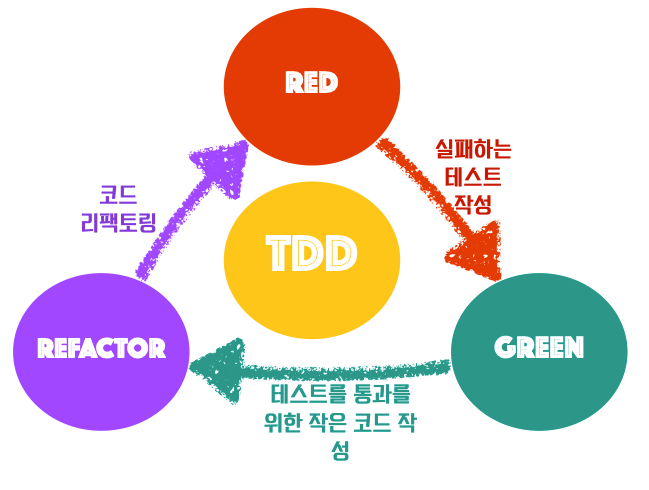 RED
실패하는
테스트
작성
코드
리팩토링
TDD
REFACTOR
GREEN
테스트를 통과를
위한 작은 코드 작
성